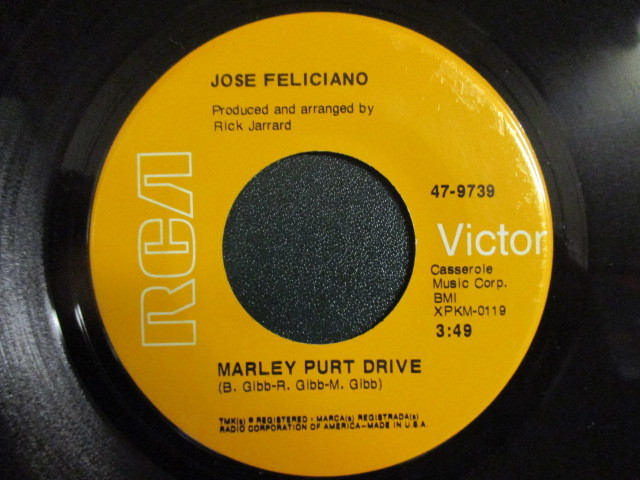 JOSE FELICIANO
Produced and arranged by
Rick Jarrard
RCA
47-9739
Victor
Casserole
Music Corp.
BMI
XPKM-0119
3:49
MARLEY PURT DRIVE
(B. Gibb-R. Gibb-M. Gibb)
TMK(s) ® REGISTERED - MARCA(s) REGISTRADA(s)
RADIO CORPORATION OF AMERICA-MADE IN U.S.A.